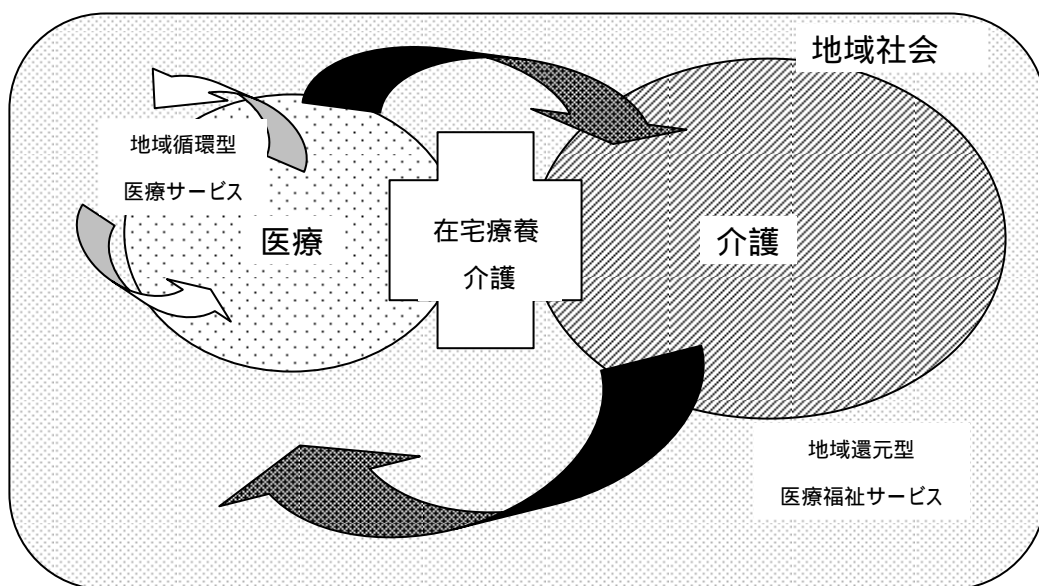 地域社会
地域循環型
医療サービス
医療
在宅療養
介護
介護
地域還元型
医療福祉サービス